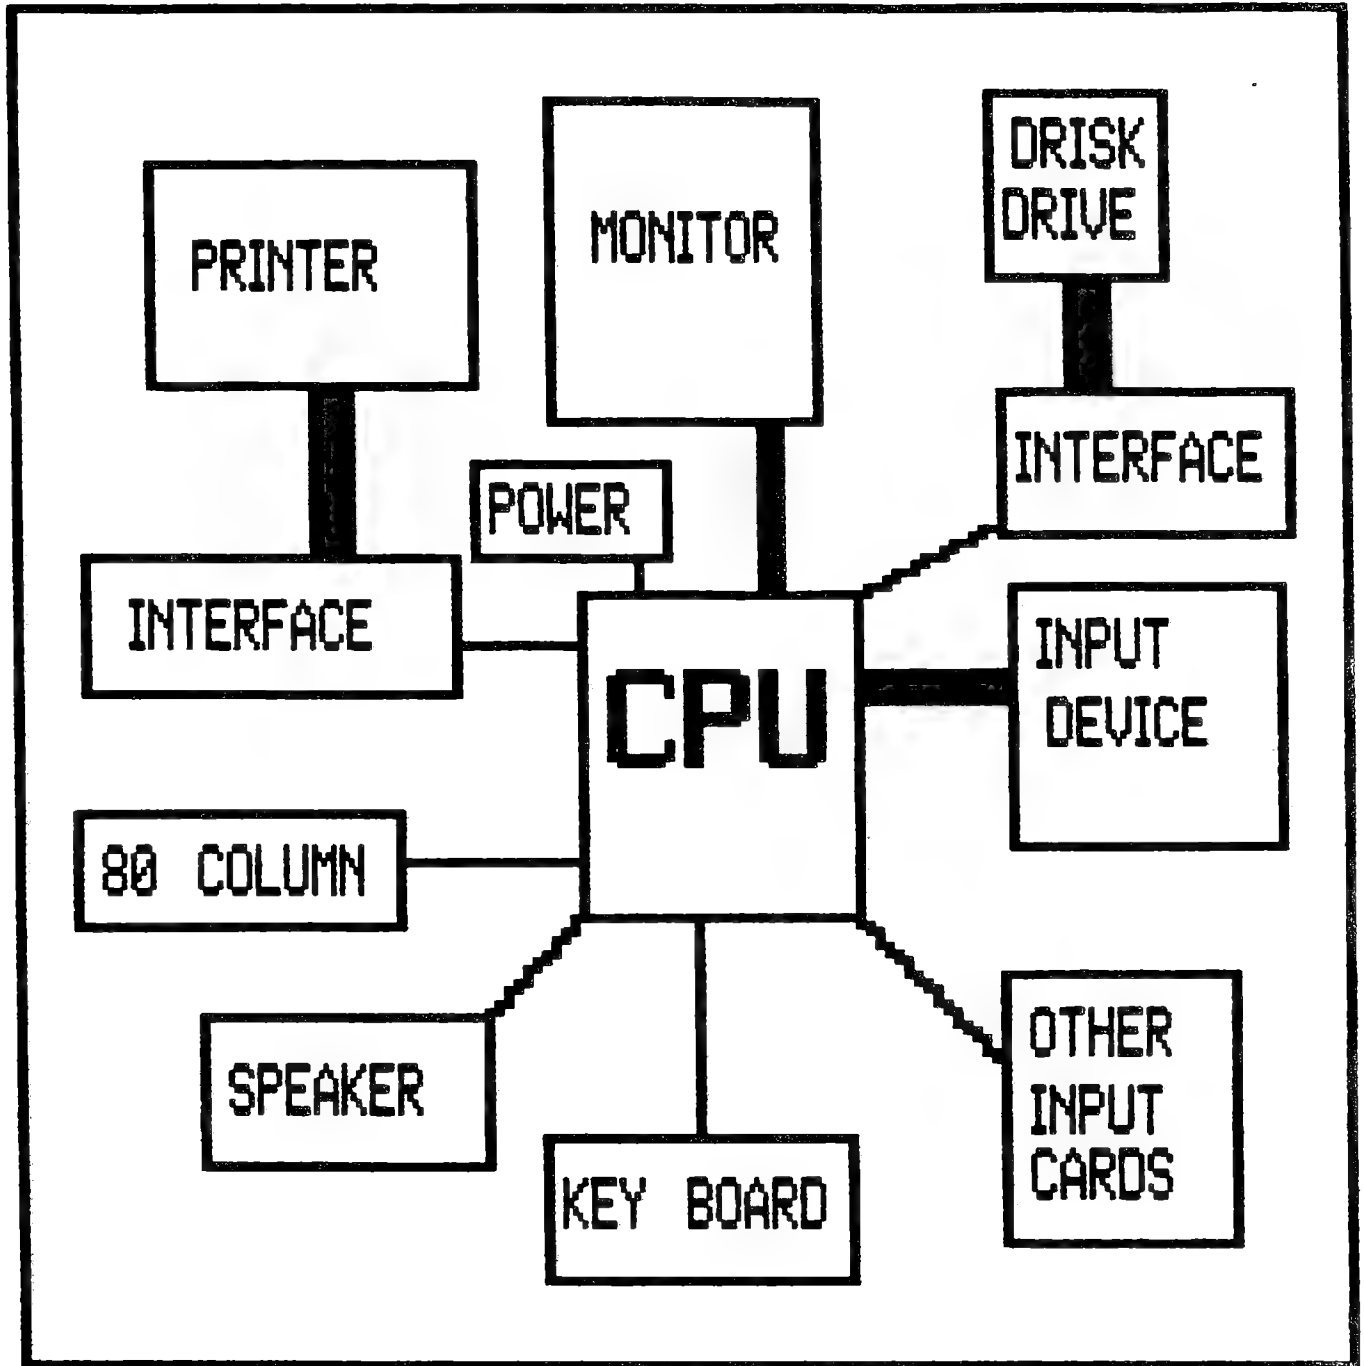 DRISK
DRIVE
MONITOR
PRINTER
INTERFACE
POWER
INTERFACE
INPUT
DEVICE
CPU
80 COLUMN
OTHER
INPUT
CARDS
SPEAKER
KEY BOARD